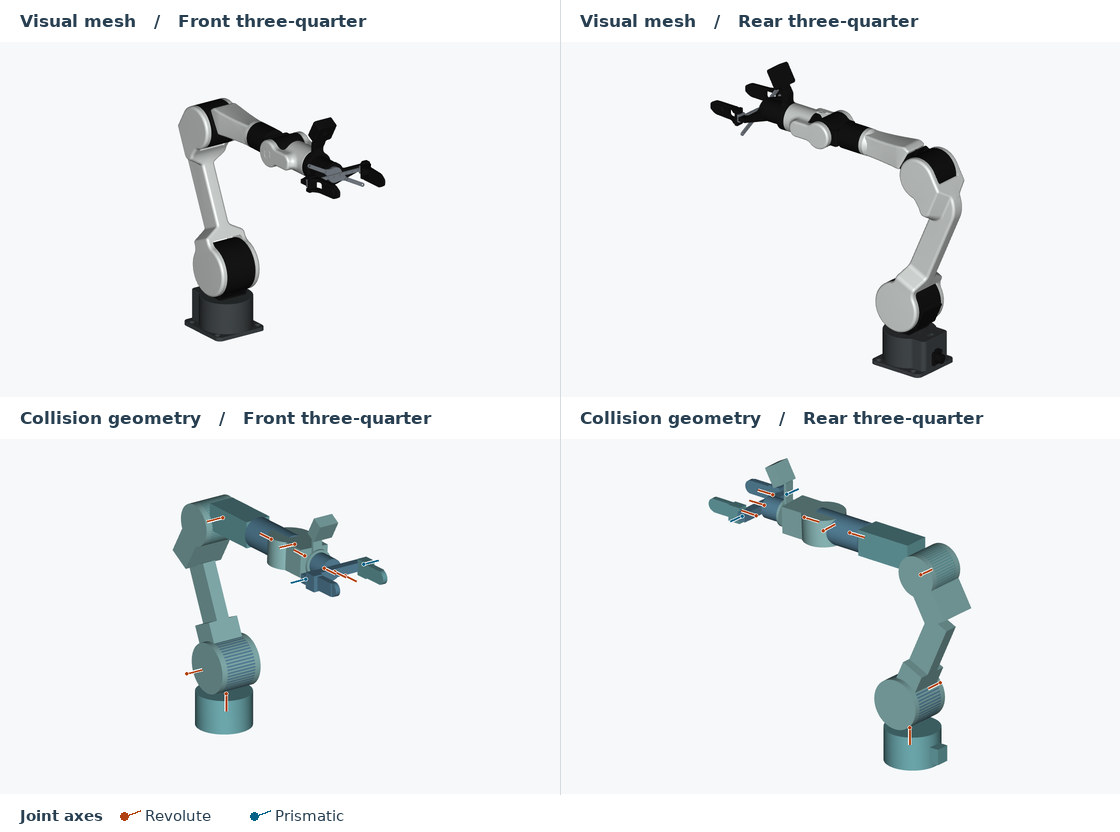 Visual mesh / Front three-quarter
Visual mesh / Rear three-quarter
Collision geometry / Front three-quarter
Collision geometry / Rear three-quarter
Joint axes Revolute Prismatic